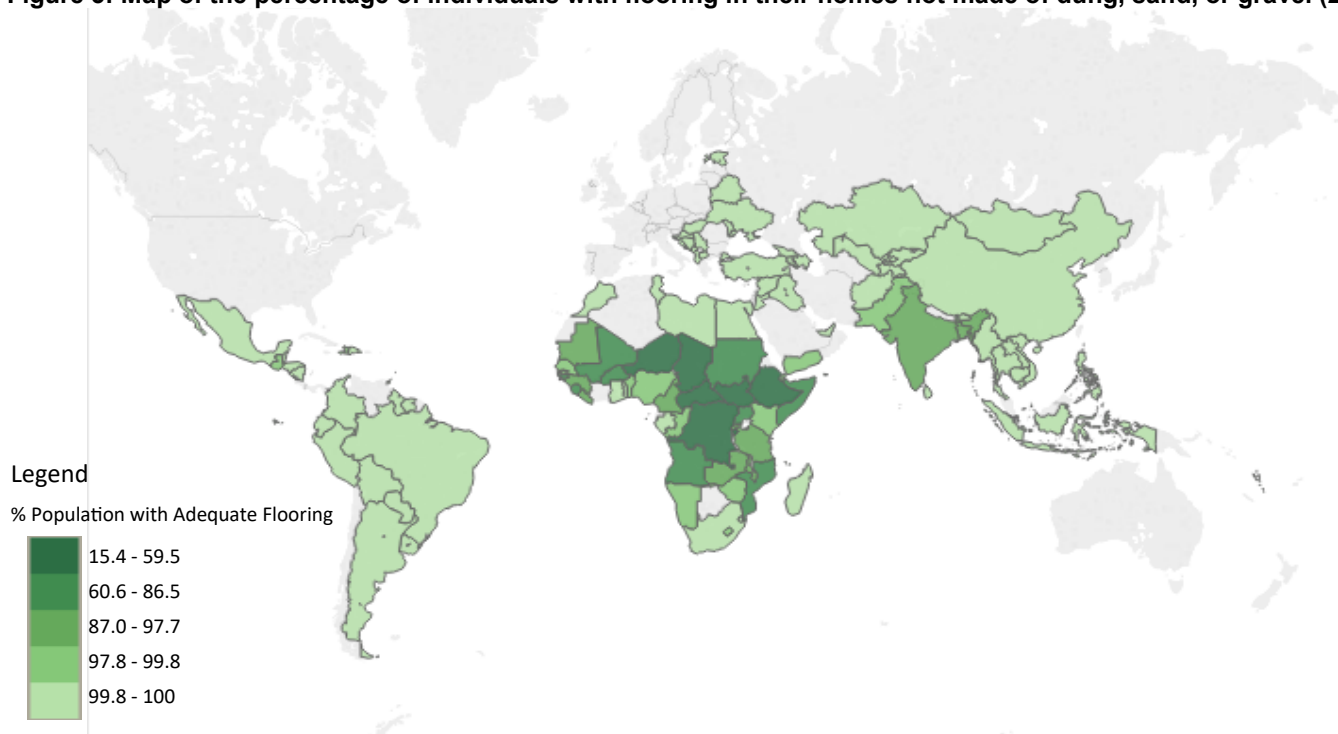 Figure 3. Map of the percentage of individuals with flooring in their homes not made of dung, sand, or gravel
Legend
% Population with Adequate Flooring
15.4 - 59.5
60.6 - 86.5
87.0 - 97.7
97.8 - 99.8
99.8 - 100